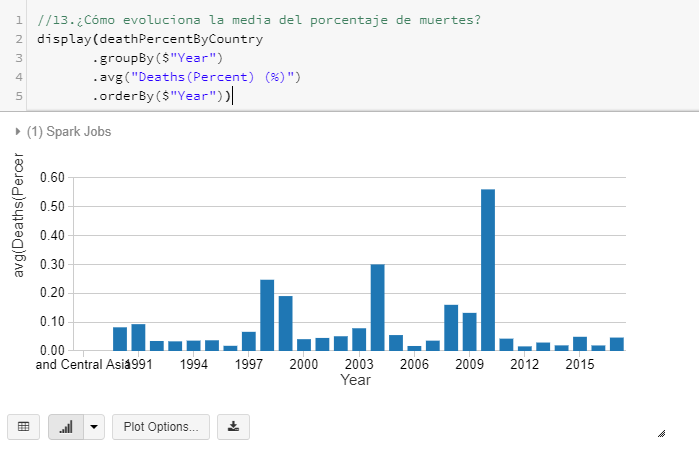 1 //13.¿Cómo evoluciona la media del porcentaje de muertes?
2 display(deathPercentByCountry
3 .groupBy($"Year")
4 .avg("Deaths(Percent) (%)")
5 .orderBy($"Year"))
(1) Spark Jobs
avg(Deaths(Percer
0.60
0.50
0.40
0.30
0.20
0.10
0.00
and Central Asia 1991 1994 1997 2000 2003 2006 2009 2012 2015
Year
Plot Options...